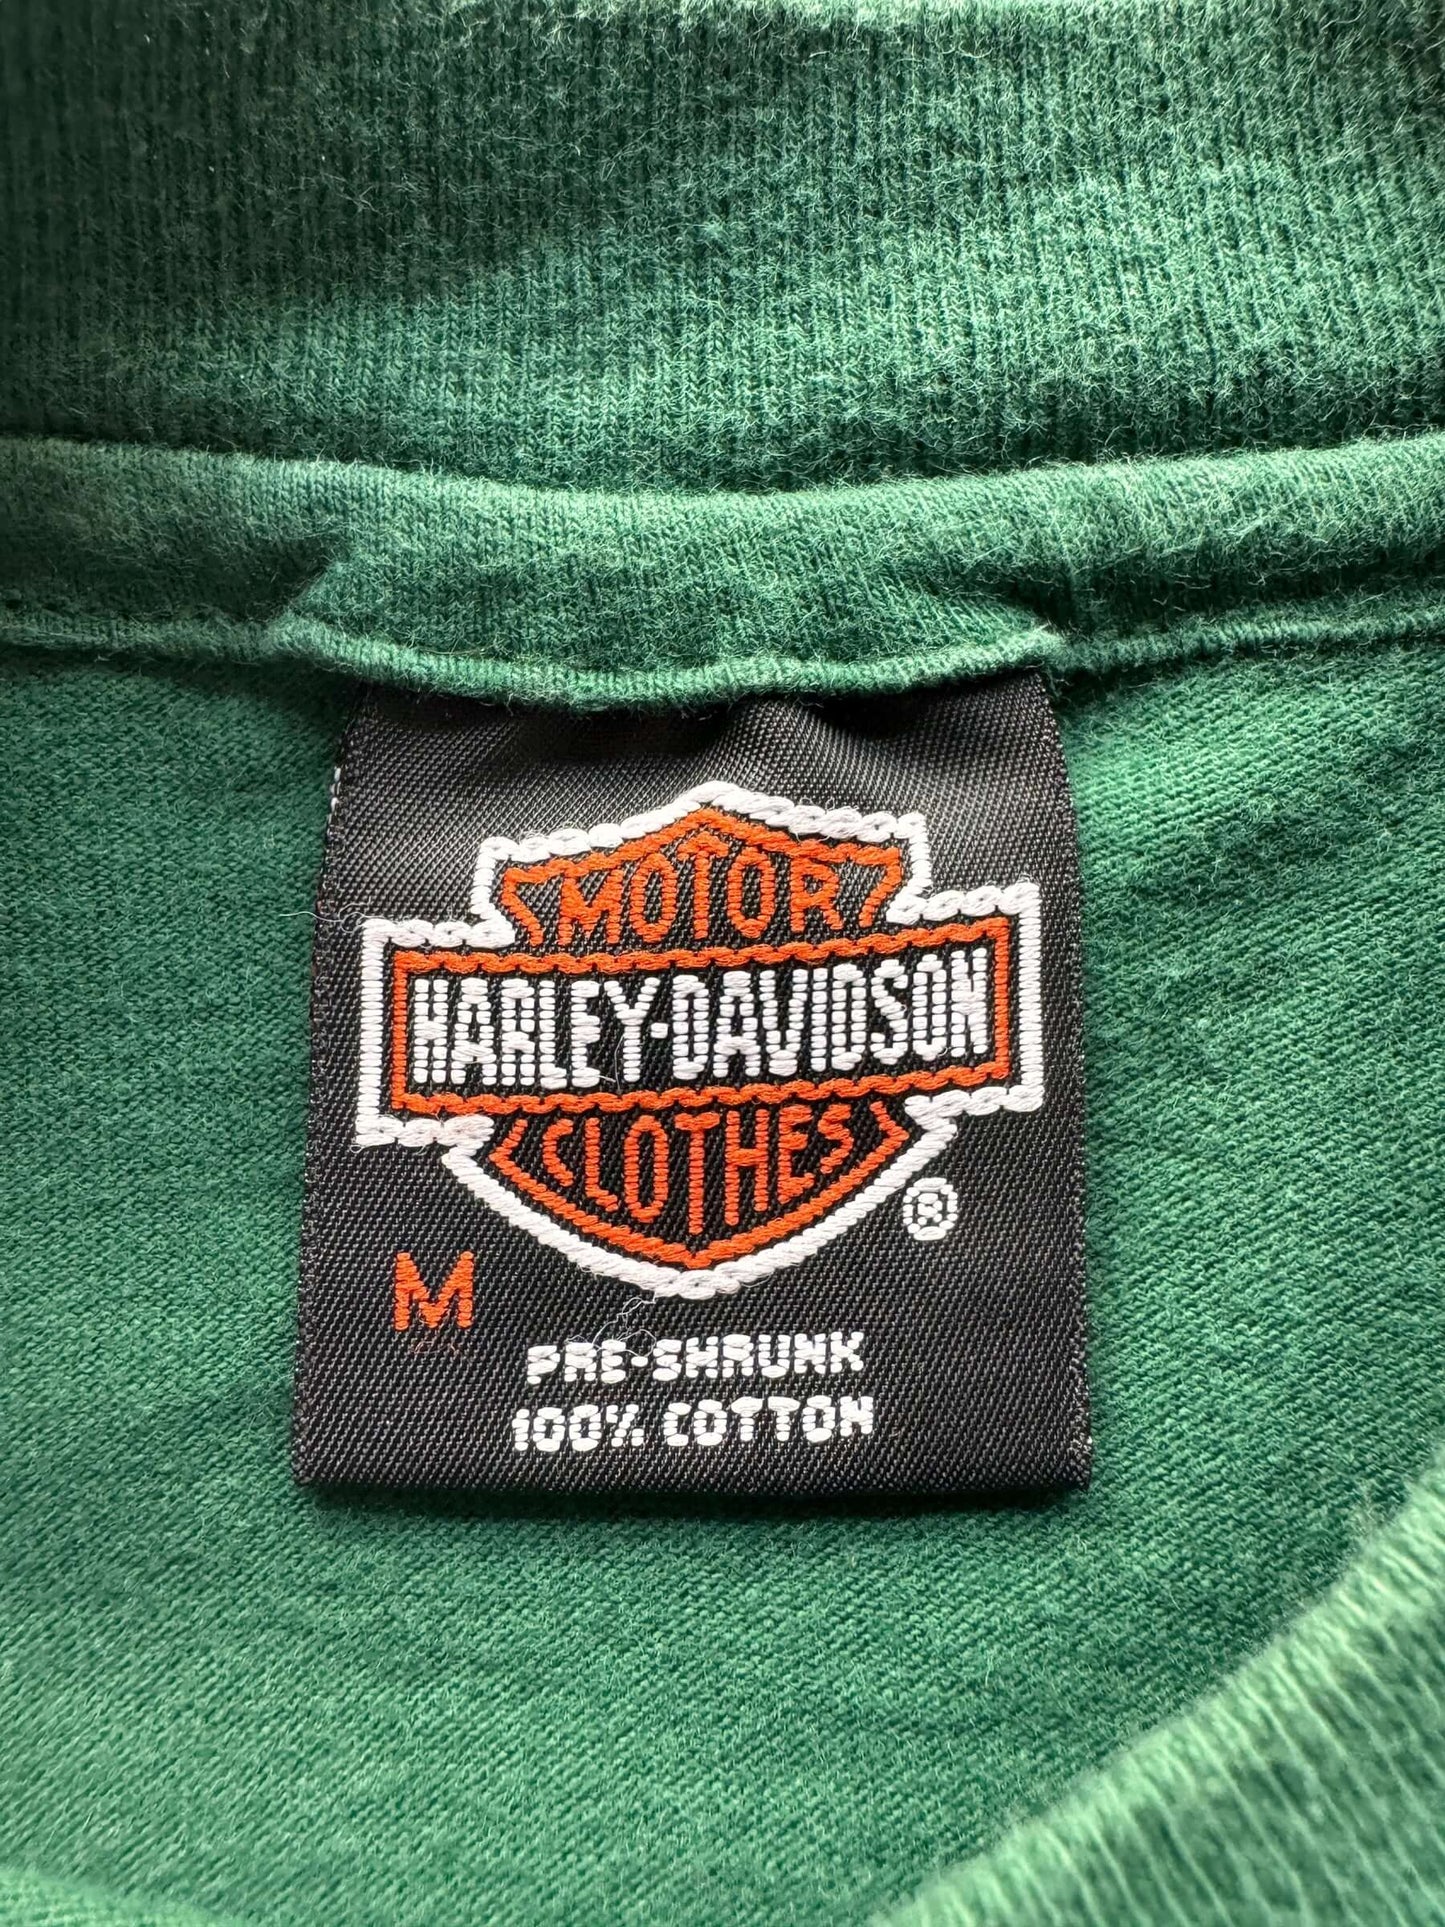 MOTOR
HARLEY-DAVIDSON
CLOTHES
®
M
PRE-SHRUNK
100% COTTON